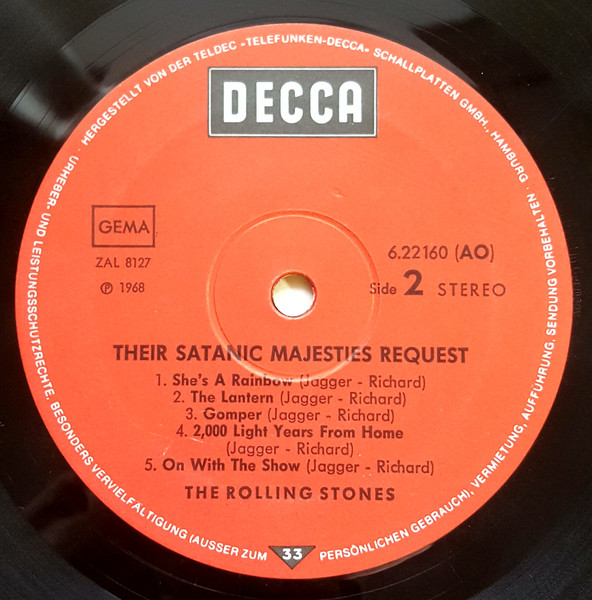 HERGESTELLT VON DER TELDEC »TELEFUNKEN-DECCA« SCHALLPLATTEN GMBH., HAMBURG ·
URHEBER- UND LEISTUNGSSCHUTZRECHTE, BESONDERS VERVIELFÄLTIGUNG (AUSSER ZUM PERSÖNLICHEN GEBRAUCH), VERMIETUNG, AUFFÜHRUNG, SENDUNG VORBEHALTEN
DECCA
GEMA
ZAL 8127
℗ 1968
6.22160 (AO)
Side 2 STEREO
THEIR SATANIC MAJESTIES REQUEST
1. She's A Rainbow (Jagger - Richard)
2. The Lantern (Jagger - Richard)
3. Gomper (Jagger - Richard)
4. 2,000 Light Years From Home
(Jagger - Richard)
5. On With The Show (Jagger - Richard)
THE ROLLING STONES
33